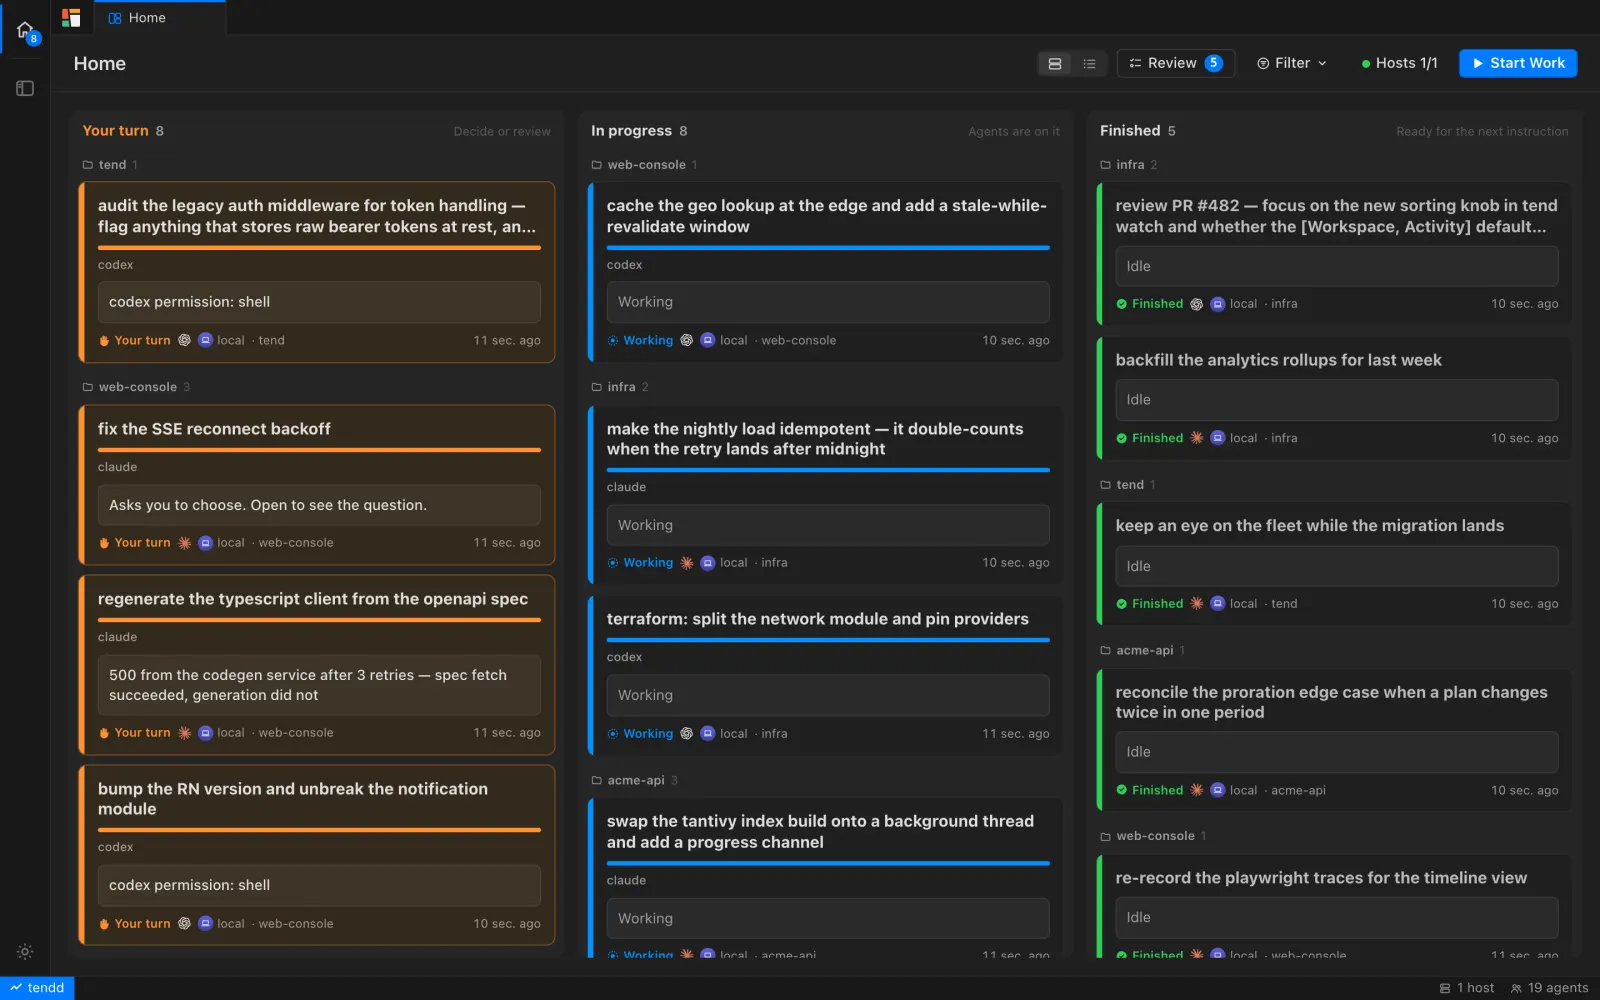 8
Home
Home
Review 5
Filter
Hosts 1/1
Start Work
Your turn 8
Decide or review
tend 1
audit the legacy auth middleware for token handling —
flag anything that stores raw bearer tokens at rest, an...
codex
codex permission: shell
Your turn local · tend 11 sec. ago
web-console 3
fix the SSE reconnect backoff
claude
Asks you to choose. Open to see the question.
Your turn local · web-console 11 sec. ago
regenerate the typescript client from the openapi spec
claude
500 from the codegen service after 3 retries — spec fetch
succeeded, generation did not
Your turn local · web-console 11 sec. ago
bump the RN version and unbreak the notification
module
codex
codex permission: shell
Your turn local · web-console 10 sec. ago
In progress 8
Agents are on it
web-console 1
cache the geo lookup at the edge and add a stale-while-
revalidate window
codex
Working
Working local · web-console 10 sec. ago
infra 2
make the nightly load idempotent — it double-counts
when the retry lands after midnight
claude
Working
Working local · infra 10 sec. ago
terraform: split the network module and pin providers
codex
Working
Working local · infra 11 sec. ago
acme-api 3
swap the tantivy index build onto a background thread
and add a progress channel
claude
Working
Working local · acme-api 11 sec. ago
Finished 5
Ready for the next instruction
infra 2
review PR #482 — focus on the new sorting knob in tend
watch and whether the [Workspace, Activity] default...
Idle
Finished local · infra 10 sec. ago
backfill the analytics rollups for last week
Idle
Finished local · infra 10 sec. ago
tend 1
keep an eye on the fleet while the migration lands
Idle
Finished local · tend 10 sec. ago
acme-api 1
reconcile the proration edge case when a plan changes
twice in one period
Idle
Finished local · acme-api 10 sec. ago
web-console 1
re-record the playwright traces for the timeline view
Idle
Finished local · web-console 11 sec. ago
tendd
1 host
19 agents